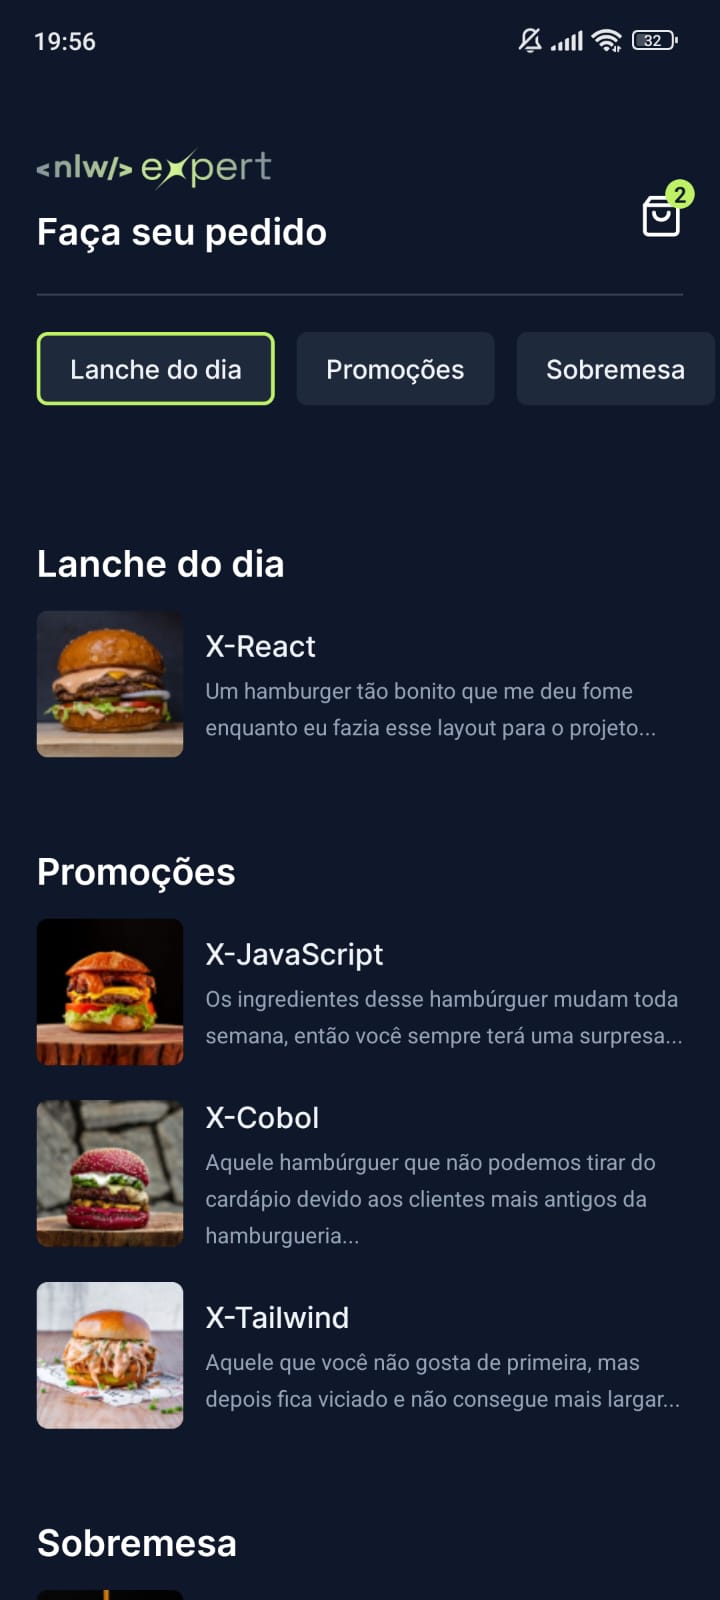 19:56
32
<nlw/> expert
2
Faça seu pedido
Lanche do dia
Promoções
Sobremesa
Lanche do dia
X-React
Um hamburger tão bonito que me deu fome
enquanto eu fazia esse layout para o projeto...
Promoções
X-JavaScript
Os ingredientes desse hambúrguer mudam toda
semana, então você sempre terá uma surpresa...
X-Cobol
Aquele hambúrguer que não podemos tirar do
cardápio devido aos clientes mais antigos da
hamburgueria...
X-Tailwind
Aquele que você não gosta de primeira, mas
depois fica viciado e não consegue mais largar...
Sobremesa